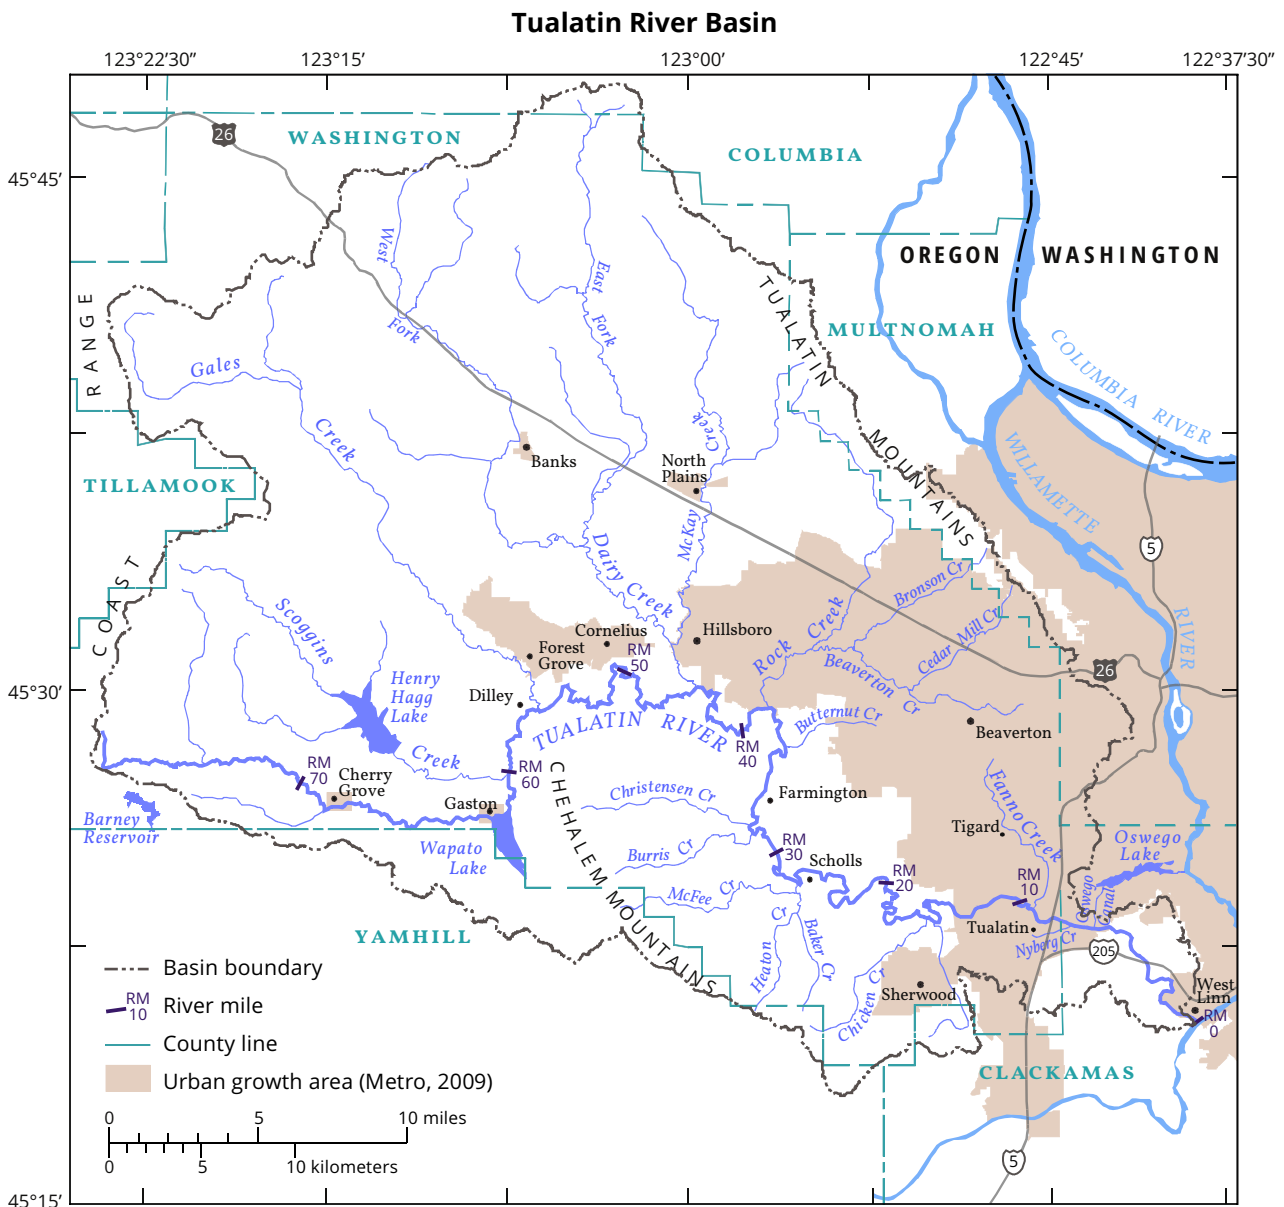 Tualatin River Basin
123°22′30″
123°15′
123°00′
122°45′
122°37′30″
45°45′
45°30′
45°15′
26
WASHINGTON
COLUMBIA
OREGON
WASHINGTON
MULTNOMAH
TILLAMOOK
YAMHILL
CLACKAMAS
COAST RANGE
TUALATIN MOUNTAINS
CHEHALEM MOUNTAINS
COLUMBIA RIVER
WILLAMETTE RIVER
West Fork
East Fork
Gales Creek
Dairy Creek
McKay Creek
Scoggins Creek
Rock Creek
Bronson Cr
Beaverton Cr
Cedar Mill Cr
Butternut Cr
Christensen Cr
Burris Cr
McFee Cr
Heaton Cr
Baker Cr
Chicken Cr
Fanno Creek
Nyberg Cr
Oswego Canal
Oswego
Lake
Henry
Hagg
Lake
Barney
Reservoir
Wapato
Lake
TUALATIN RIVER
Banks
North
Plains
Hillsboro
Cornelius
Forest
Grove
Dilley
Cherry
Grove
Gaston
Farmington
Scholls
Beaverton
Tigard
Tualatin
Sherwood
West
Linn
RM
70
RM
60
RM
50
RM
40
RM
30
RM
20
RM
10
RM
0
5
26
205
5
Basin boundary
RM
10
River mile
County line
Urban growth area (Metro, 2009)
0 5 10 miles
0 5 10 kilometers